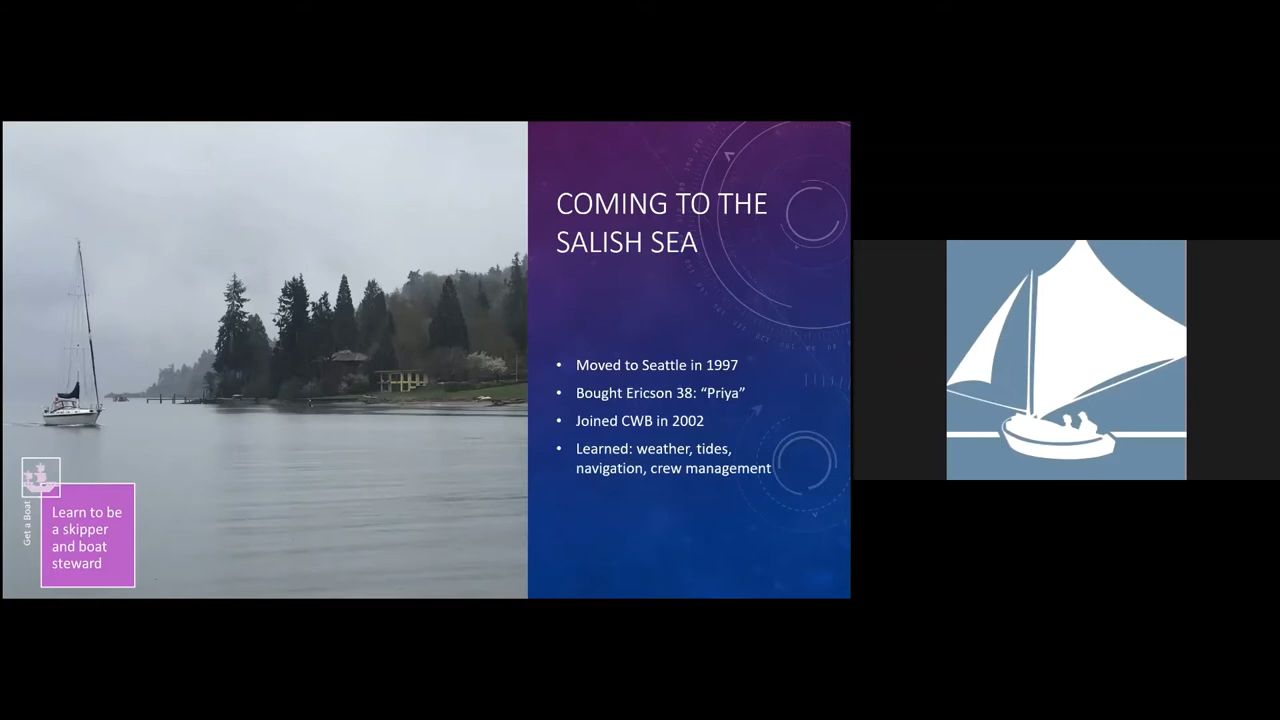 COMING TO THE
SALISH SEA
• Moved to Seattle in 1997
• Bought Ericson 38: “Priya”
• Joined CWB in 2002
• Learned: weather, tides,
navigation, crew management
Get a Boat
Learn to be
a skipper
and boat
steward